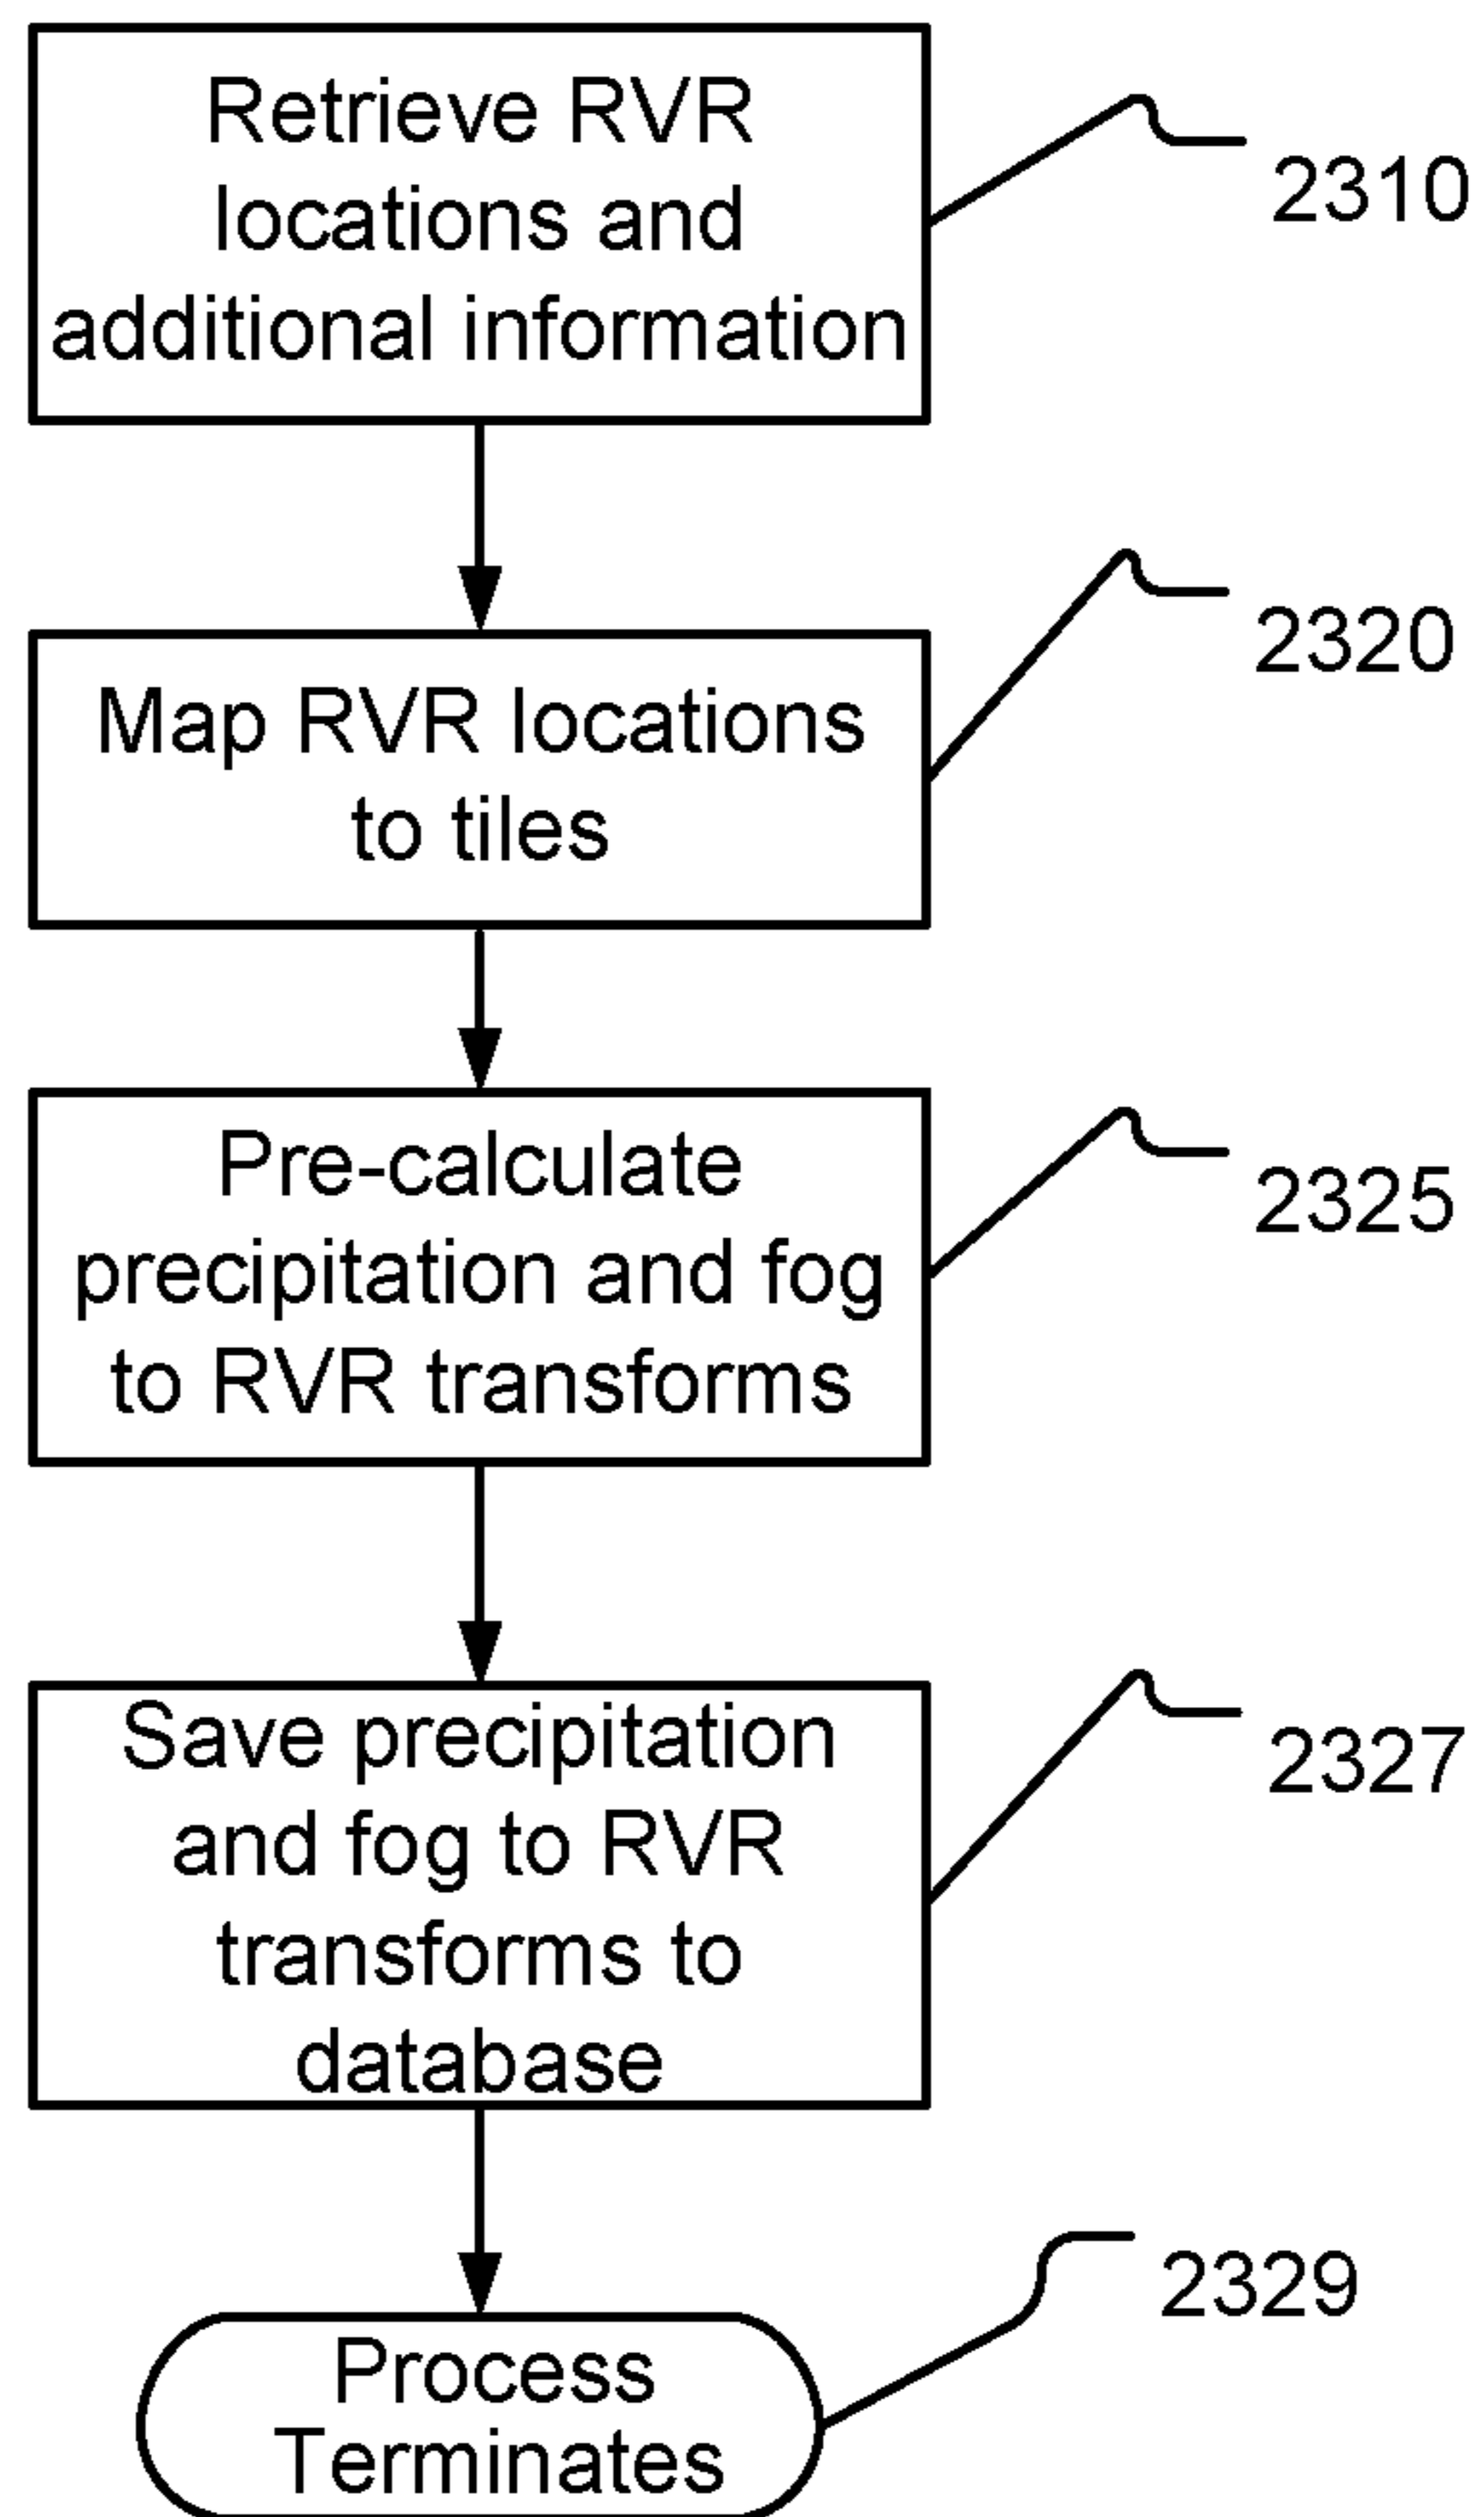 Retrieve RVR
locations and
additional information
2310
Map RVR locations
to tiles
2320
Pre-calculate
precipitation and fog
to RVR transforms
2325
Save precipitation
and fog to RVR
transforms to
database
2327
Process
Terminates
2329